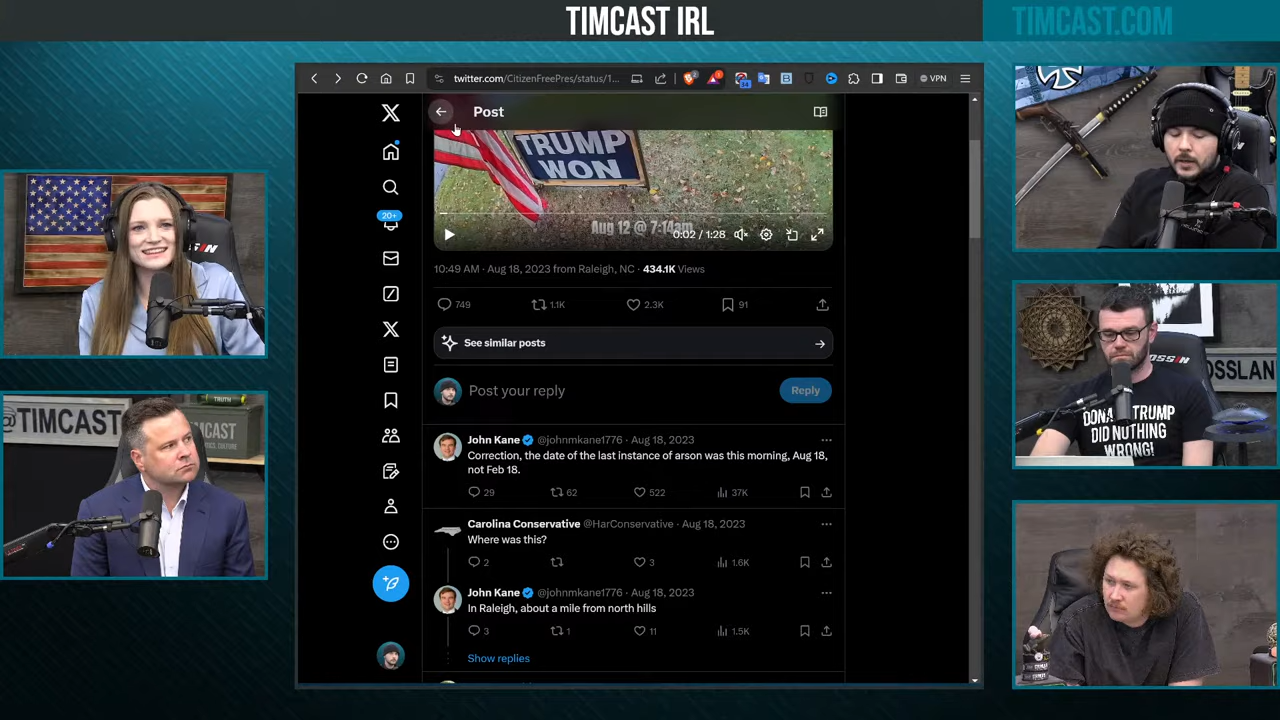 TIMCAST IRL
TIMCAST.COM
twitter.com/CitizenFreePres/status/1...
VPN
Post
TRUMP
WON
Aug 12 @ 7:14am
0:02 / 1:28
10:49 AM · Aug 18, 2023 from Raleigh, NC · 434.1K Views
749 1.1K 2.3K 91
See similar posts
Post your reply
Reply
John Kane @johnmkane1776 · Aug 18, 2023
Correction, the date of the last instance of arson was this morning, Aug 18,
not Feb 18.
29 62 522 37K
Carolina Conservative @HarConservative · Aug 18, 2023
Where was this?
2 3 1.6K
John Kane @johnmkane1776 · Aug 18, 2023
In Raleigh, about a mile from north hills
3 1 11 1.5K
Show replies
20+
@TIMCAST
TRUTH
TIMCAST
DONALD TRUMP
DID NOTHING
WRONG!
OSSLAN